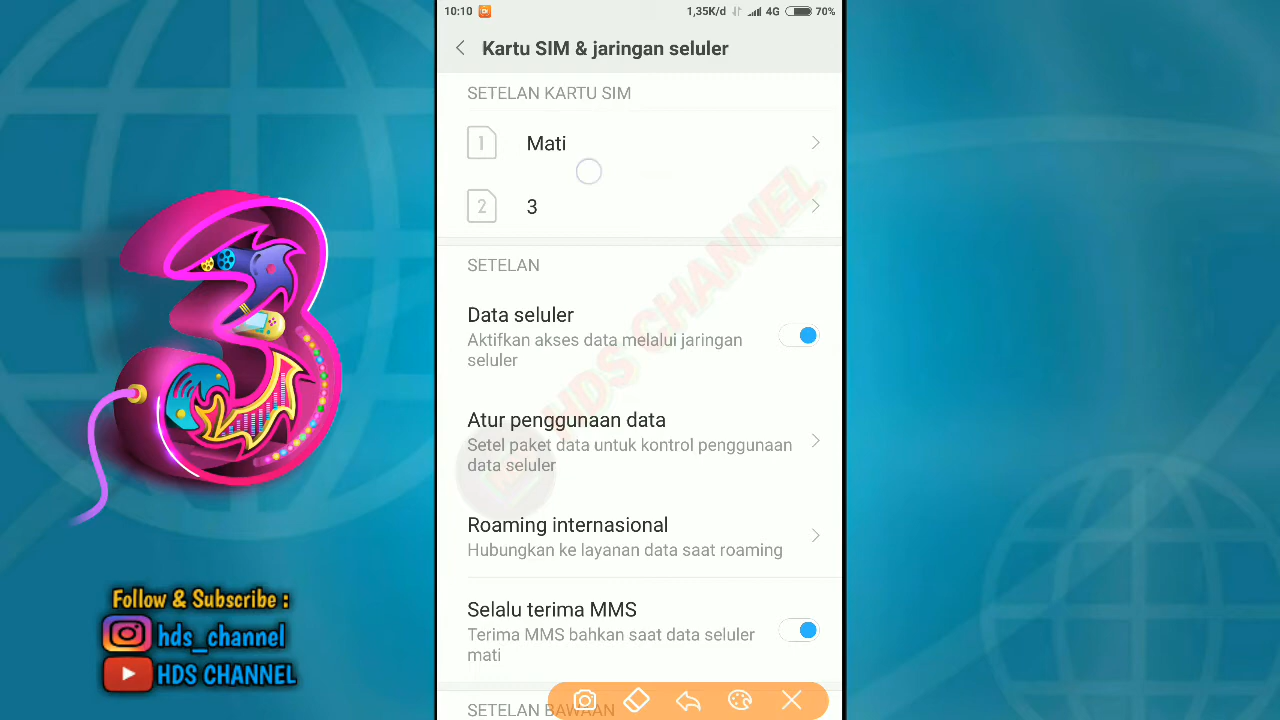 10:10
1,35K/d 4G 70%
Kartu SIM & jaringan seluler
SETELAN KARTU SIM
1 Mati
2 3
SETELAN
Data seluler
Aktifkan akses data melalui jaringan
seluler
Atur penggunaan data
Setel paket data untuk kontrol penggunaan
data seluler
Roaming internasional
Hubungkan ke layanan data saat roaming
Selalu terima MMS
Terima MMS bahkan saat data seluler
mati
SETELAN BAWAAN
HDS CHANNEL
3
Follow & Subscribe :
hds_channel
HDS CHANNEL